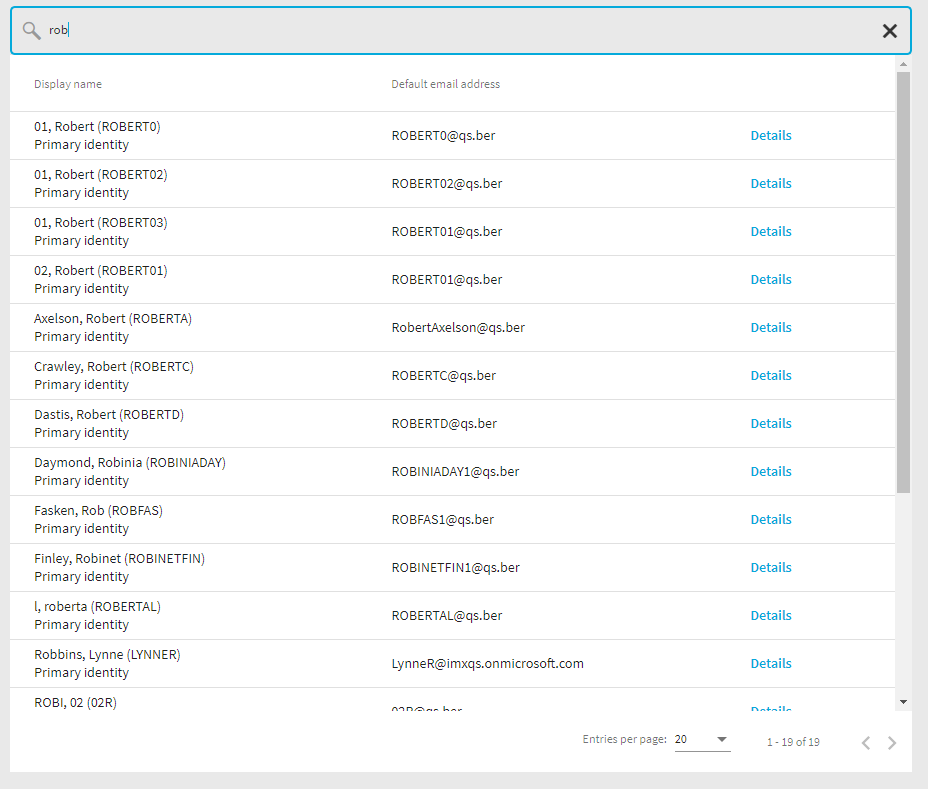 rob
Display name Default email address
01, Robert (ROBERT0)
Primary identity
ROBERT0@qs.ber Details
01, Robert (ROBERT02)
Primary identity
ROBERT02@qs.ber Details
01, Robert (ROBERT03)
Primary identity
ROBERT01@qs.ber Details
02, Robert (ROBERT01)
Primary identity
ROBERT01@qs.ber Details
Axelson, Robert (ROBERTA)
Primary identity
RobertAxelson@qs.ber Details
Crawley, Robert (ROBERTC)
Primary identity
ROBERTC@qs.ber Details
Dastis, Robert (ROBERTD)
Primary identity
ROBERTD@qs.ber Details
Daymond, Robinia (ROBINIADAY)
Primary identity
ROBINIADAY1@qs.ber Details
Fasken, Rob (ROBFAS)
Primary identity
ROBFAS1@qs.ber Details
Finley, Robinet (ROBINETFIN)
Primary identity
ROBINETFIN1@qs.ber Details
l, roberta (ROBERTAL)
Primary identity
ROBERTAL@qs.ber Details
Robbins, Lynne (LYNNER)
Primary identity
LynneR@imxqs.onmicrosoft.com Details
ROBI, 02 (02R)
02R@qs.ber Details
Entries per page: 20 1 - 19 of 19